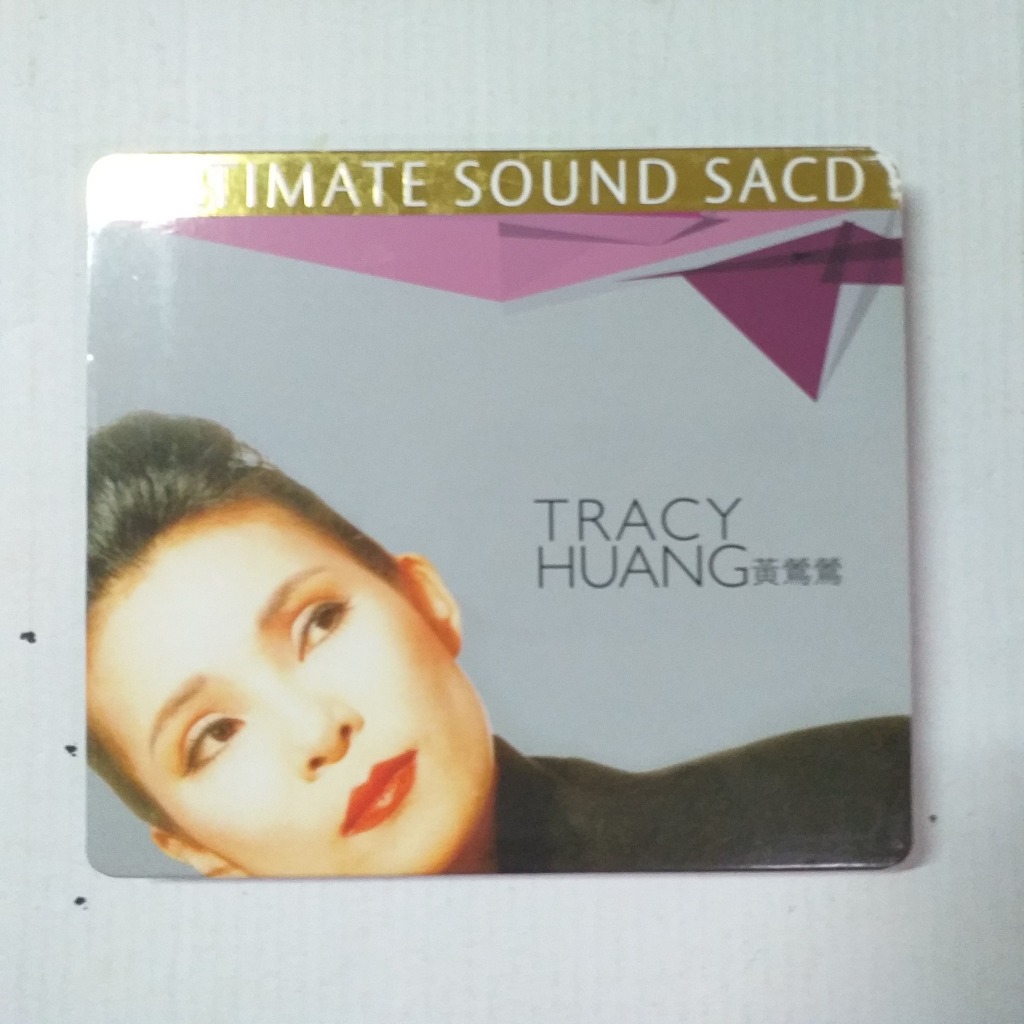 TIMATE SOUND SACD
TRACY
HUANG黃鶯鶯